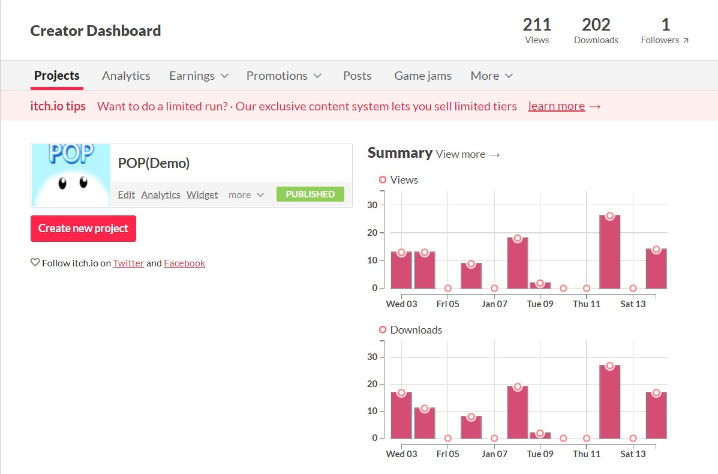 Creator Dashboard
211 202 1
Views Downloads Followers ↗
Projects Analytics Earnings Promotions Posts Game jams More
itch.io tips Want to do a limited run? · Our exclusive content system lets you sell limited tiers learn more →
POP
POP(Demo)
Edit Analytics Widget more PUBLISHED
Create new project
Follow itch.io on Twitter and Facebook
Summary View more →
Views
30
20
10
0
Wed 03 Fri 05 Jan 07 Tue 09 Thu 11 Sat 13
Downloads
30
20
10
0
Wed 03 Fri 05 Jan 07 Tue 09 Thu 11 Sat 13